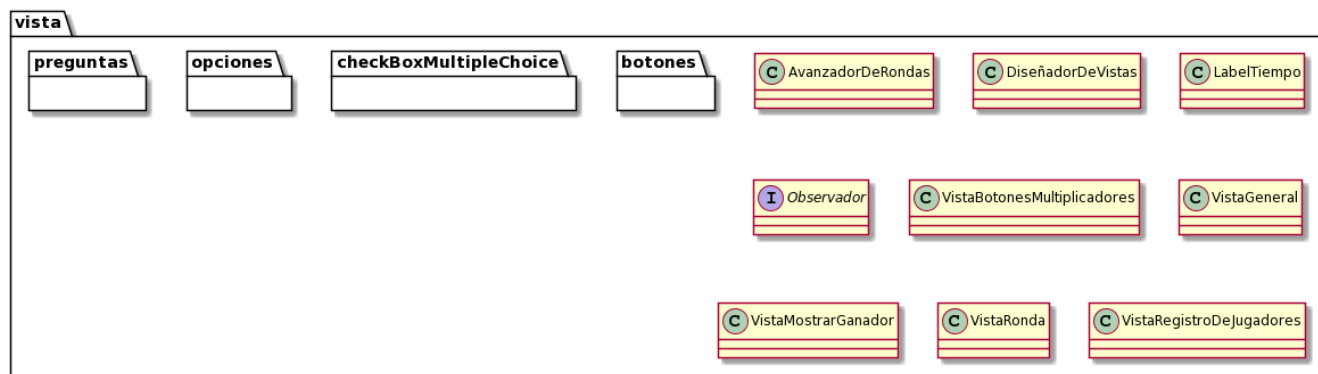 vista
preguntas
opciones
checkBoxMultipleChoice
botones
C AvanzadorDeRondas
C DiseñadorDeVistas
C LabelTiempo
I Observador
C VistaBotonesMultiplicadores
C VistaGeneral
C VistaMostrarGanador
C VistaRonda
C VistaRegistroDeJugadores